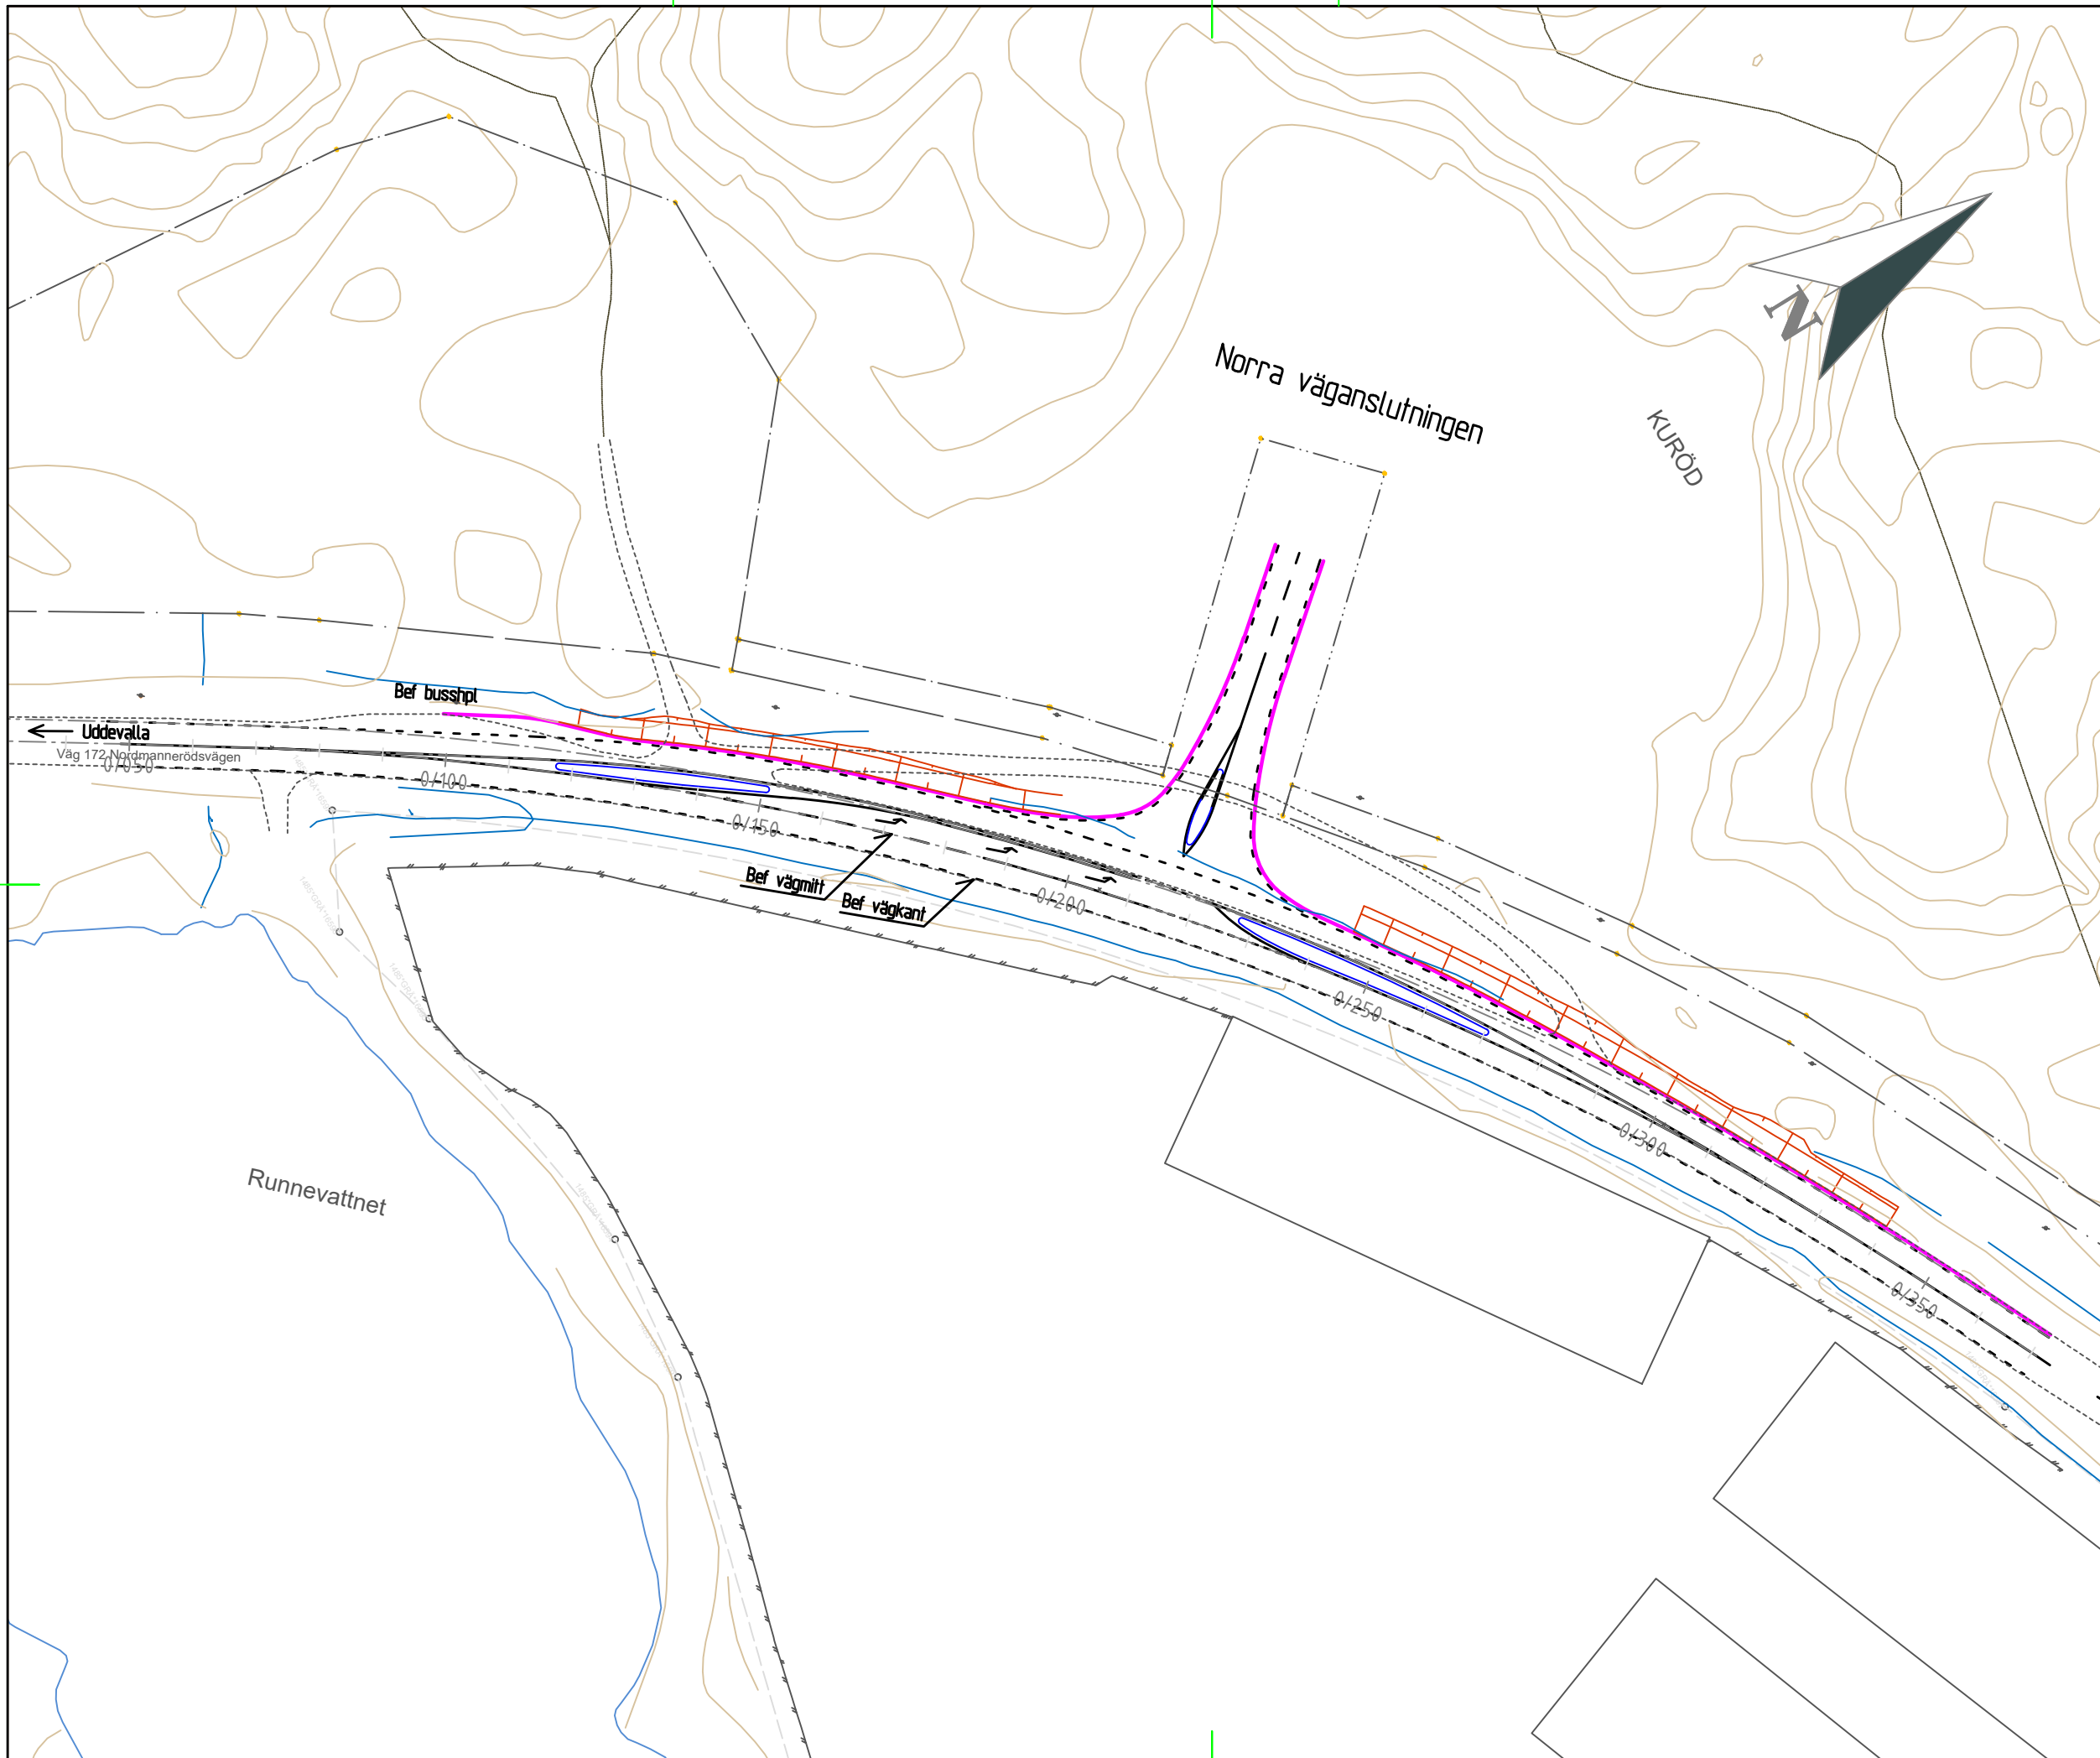 N
Norra väganslutningen
KURÖD
Bef busshpl
Uddevalla
Väg 172 Nordmannerödsvägen
0/050
0/100
0/150
0/200
0/250
0/300
0/350
Bef vägmitt
Bef vägkant
Runnevattnet